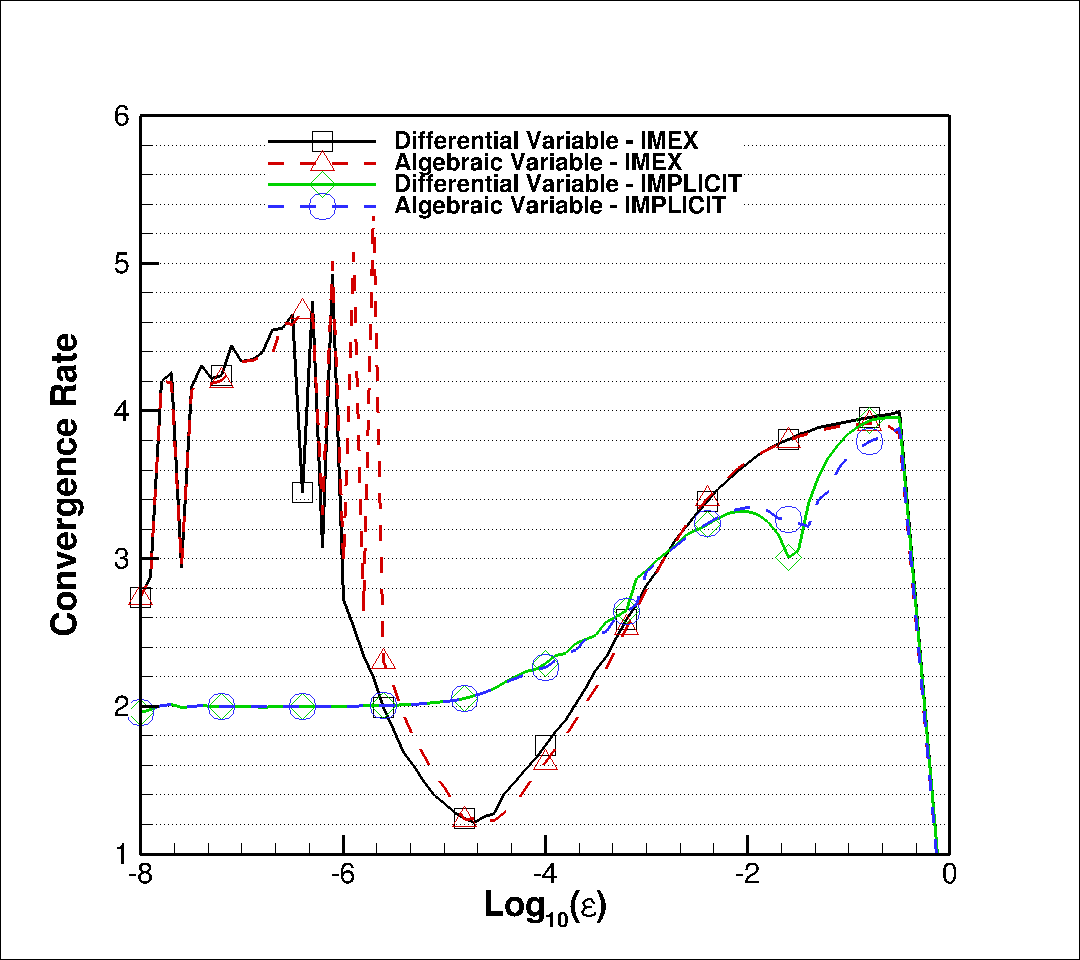 6
Differential Variable - IMEX
Algebraic Variable - IMEX
Differential Variable - IMPLICIT
Algebraic Variable - IMPLICIT
5
4
3
2
1
Convergence Rate
-8 -6 -4 -2 0
Log10(ε)